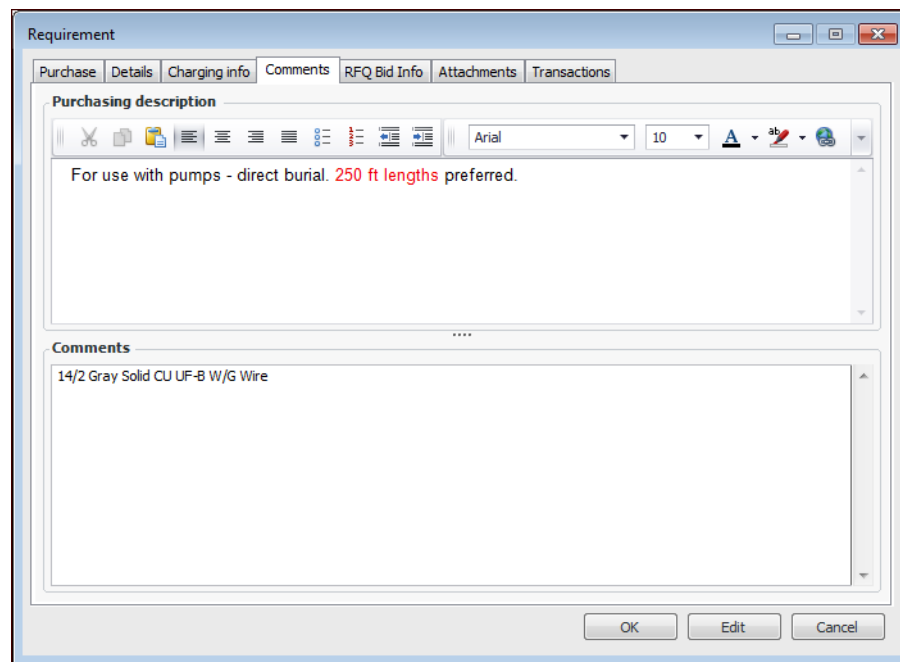 Requirement
Purchase Details Charging info Comments RFQ Bid Info Attachments Transactions
Purchasing description
Arial 10 A ab
For use with pumps - direct burial. 250 ft lengths preferred.
Comments
14/2 Gray Solid CU UF-B W/G Wire
OK Edit Cancel